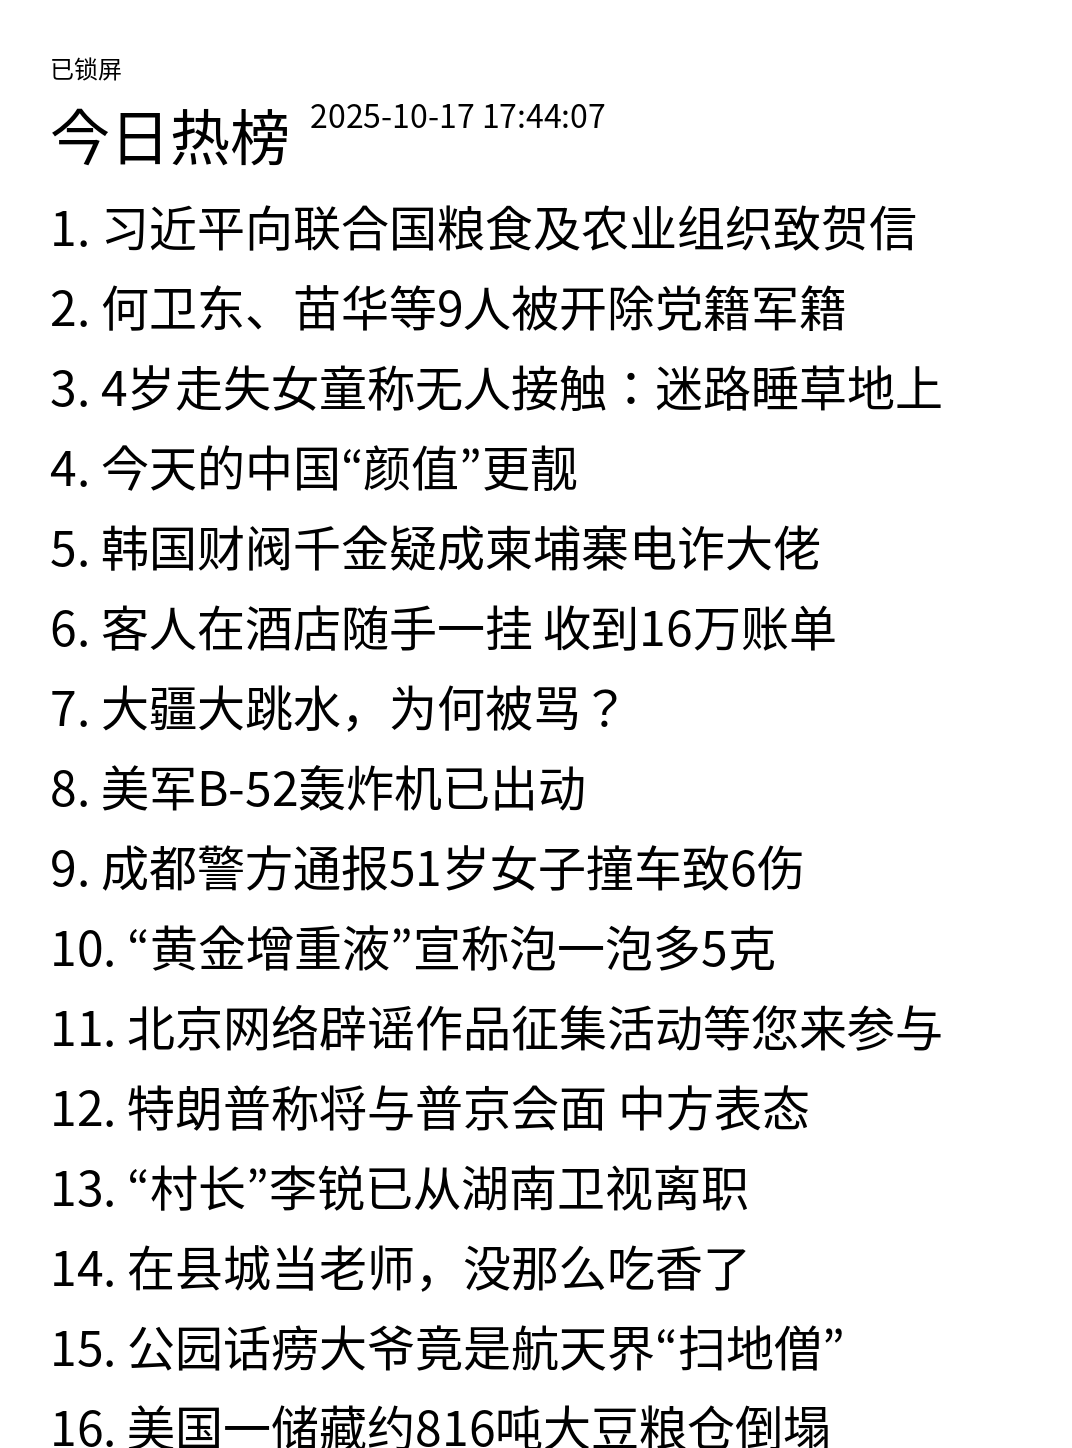 已锁屏
今日热榜 2025-10-17 17:44:07
1. 习近平向联合国粮食及农业组织致贺信
2. 何卫东、苗华等9人被开除党籍军籍
3. 4岁走失女童称无人接触：迷路睡草地上
4. 今天的中国“颜值”更靓
5. 韩国财阀千金疑成柬埔寨电诈大佬
6. 客人在酒店随手一挂 收到16万账单
7. 大疆大跳水，为何被骂？
8. 美军B-52轰炸机已出动
9. 成都警方通报51岁女子撞车致6伤
10. “黄金增重液”宣称泡一泡多5克
11. 北京网络辟谣作品征集活动等您来参与
12. 特朗普称将与普京会面 中方表态
13. “村长”李锐已从湖南卫视离职
14. 在县城当老师，没那么吃香了
15. 公园话痨大爷竟是航天界“扫地僧”
16. 美国一储藏约816吨大豆粮仓倒塌